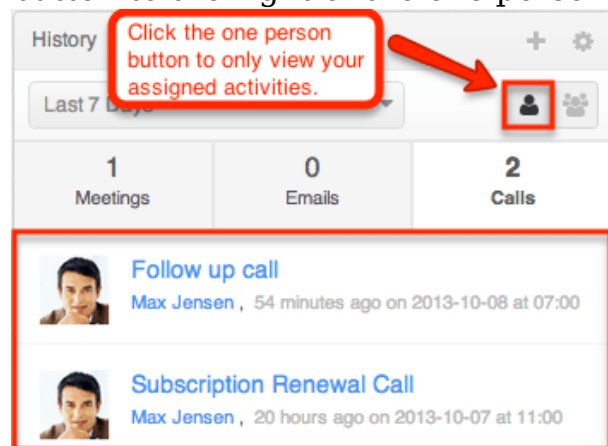 History
Click the one person
button to only view your
assigned activities.
Last 7 Days
1
Meetings
0
Emails
2
Calls
Follow up call
Max Jensen , 54 minutes ago on 2013-10-08 at 07:00
Subscription Renewal Call
Max Jensen , 20 hours ago on 2013-10-07 at 11:00